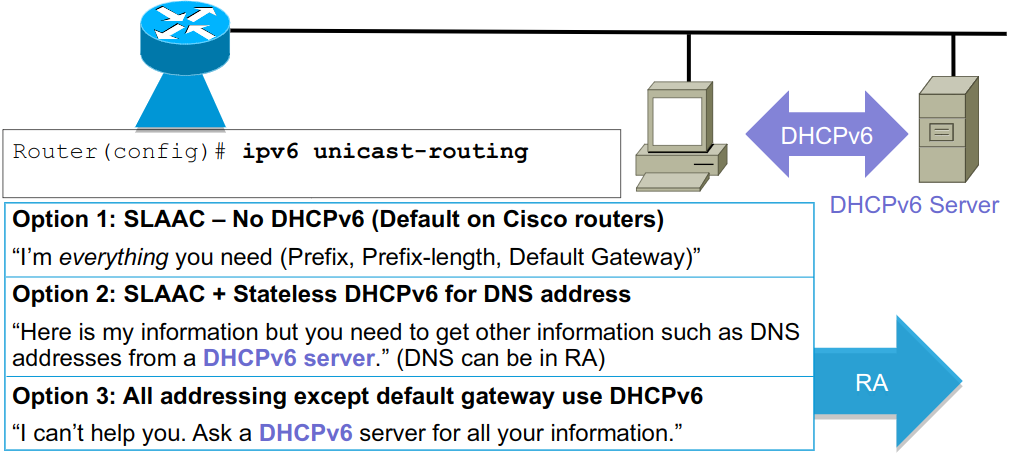 Router(config)# ipv6 unicast-routing
DHCPv6
DHCPv6 Server
Option 1: SLAAC – No DHCPv6 (Default on Cisco routers)
“I’m everything you need (Prefix, Prefix-length, Default Gateway)”
Option 2: SLAAC + Stateless DHCPv6 for DNS address
“Here is my information but you need to get other information such as DNS
addresses from a DHCPv6 server.” (DNS can be in RA)
Option 3: All addressing except default gateway use DHCPv6
“I can’t help you. Ask a DHCPv6 server for all your information.”
RA